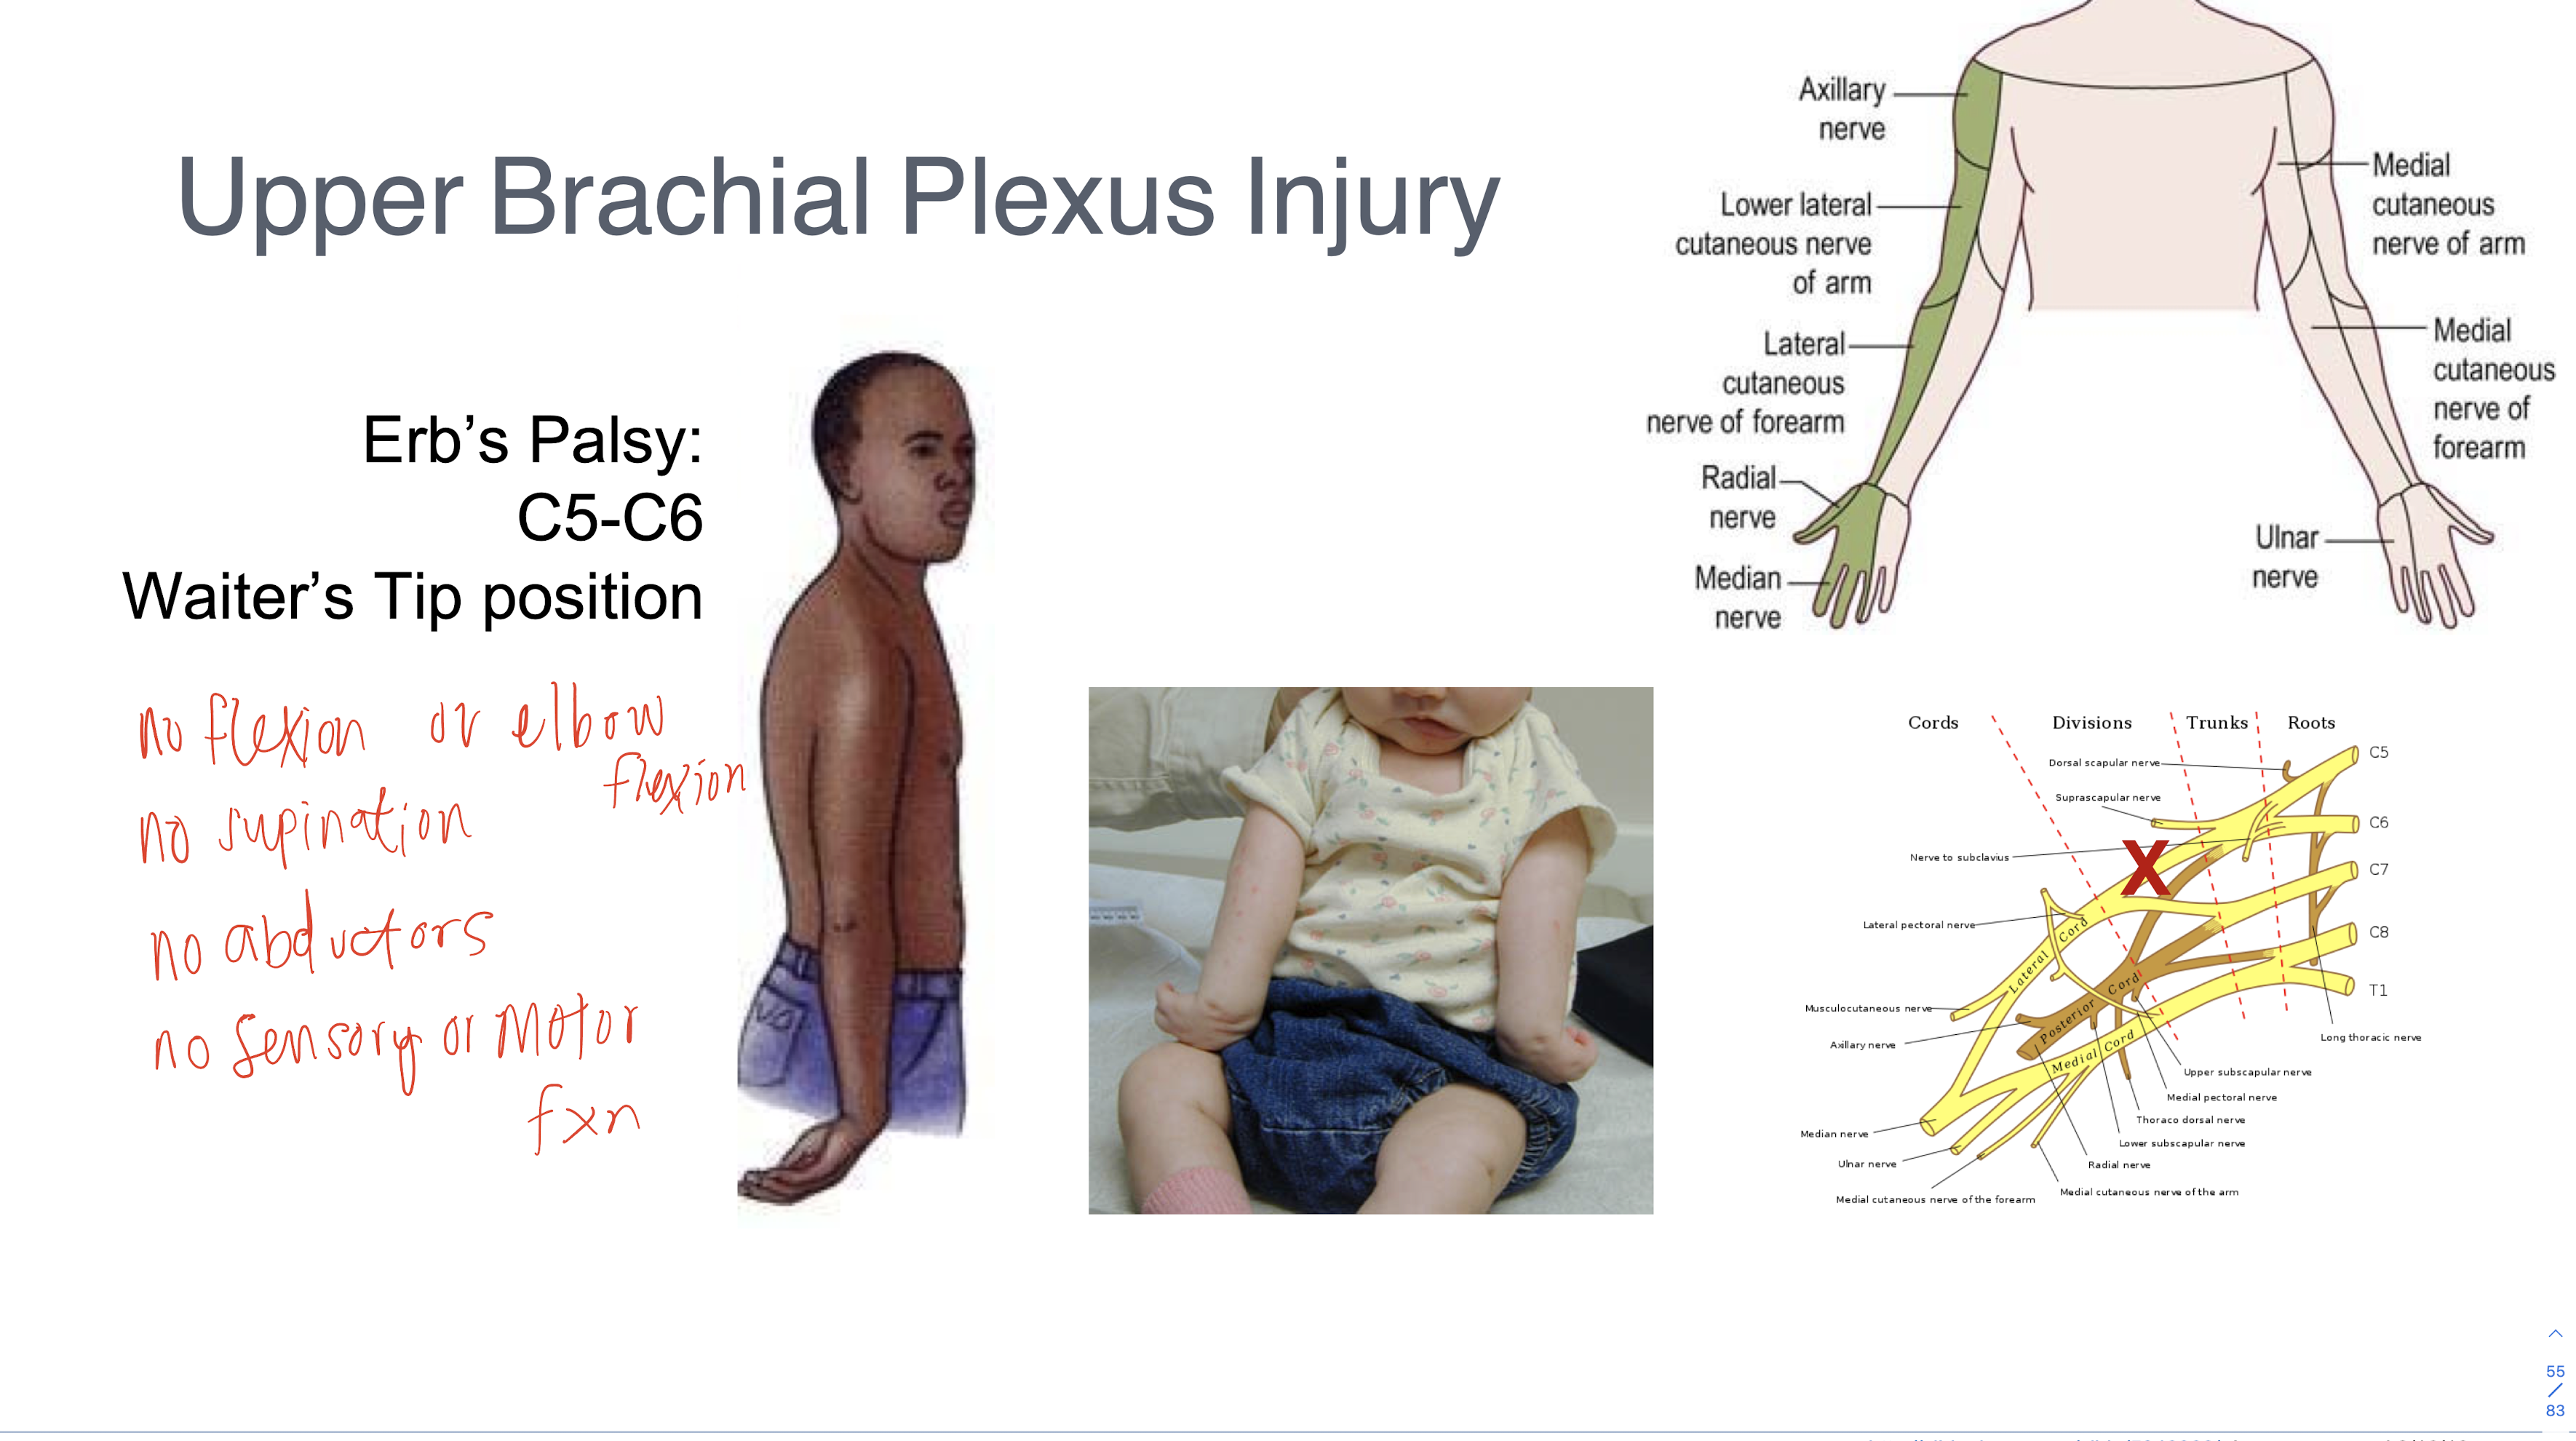 Upper Brachial Plexus Injury
Erb’s Palsy:
C5-C6
Waiter’s Tip position
no flexion or elbow
flexion
no supination
no abductors
no sensory or motor
fxn
Axillary
nerve
Lower lateral
cutaneous nerve
of arm
Lateral
cutaneous
nerve of forearm
Radial
nerve
Median
nerve
Medial
cutaneous
nerve of arm
Medial
cutaneous
nerve of
forearm
Ulnar
nerve
Cords Divisions Trunks Roots
C5
Dorsal scapular nerve
Suprascapular nerve
C6
Nerve to subclavius
X
C7
Lateral pectoral nerve
C8
Lateral Cord
Posterior Cord
Medial Cord
T1
Musculocutaneous nerve
Axillary nerve
Long thoracic nerve
Upper subscapular nerve
Medial pectoral nerve
Thoraco dorsal nerve
Median nerve
Lower subscapular nerve
Ulnar nerve
Radial nerve
Medial cutaneous nerve of the forearm
Medial cutaneous nerve of the arm
55
/
83